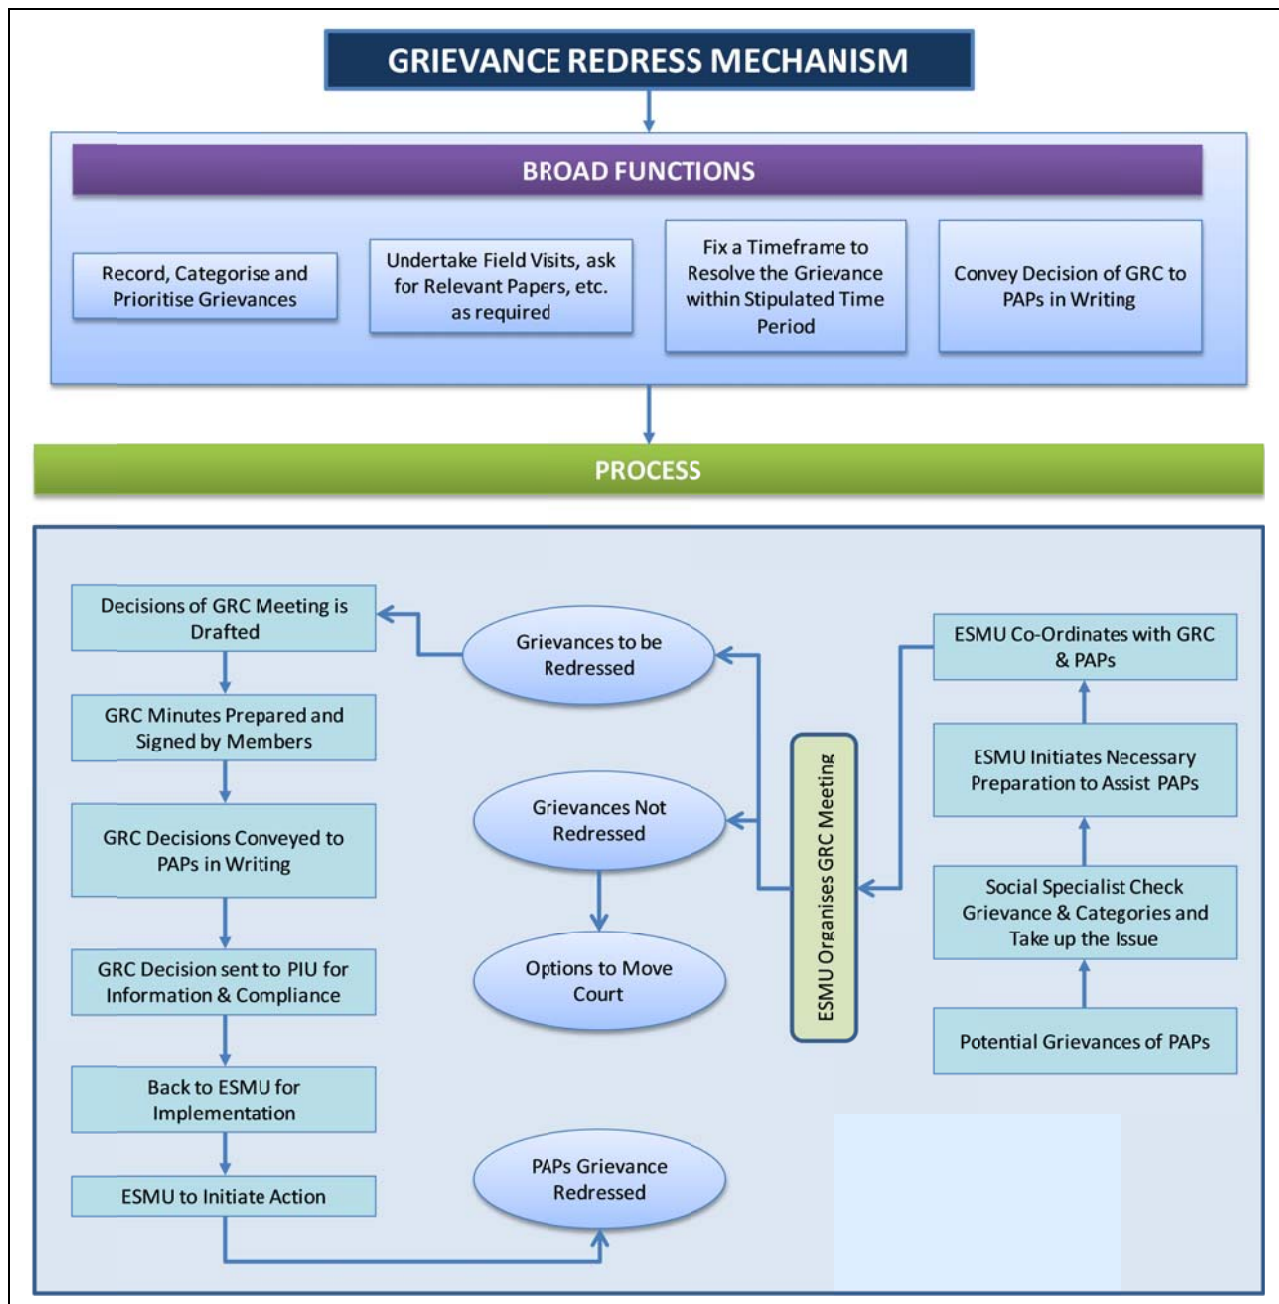 GRIEVANCE REDRESS MECHANISM
BROAD FUNCTIONS
Record, Categorise and
Prioritise Grievances
Undertake Field Visits, ask
for Relevant Papers, etc.
as required
Fix a Timeframe to
Resolve the Grievance
within Stipulated Time
Period
Convey Decision of GRC to
PAPs in Writing
PROCESS
Decisions of GRC Meeting is
Drafted
GRC Minutes Prepared and
Signed by Members
GRC Decisions Conveyed to
PAPs in Writing
GRC Decision sent to PIU for
Information & Compliance
Back to ESMU for
Implementation
ESMU to Initiate Action
Grievances to be
Redressed
Grievances Not
Redressed
Options to Move
Court
PAPs Grievance
Redressed
ESMU Organises GRC Meeting
ESMU Co-Ordinates with GRC
& PAPs
ESMU Initiates Necessary
Preparation to Assist PAPs
Social Specialist Check
Grievance & Categories and
Take up the Issue
Potential Grievances of PAPs